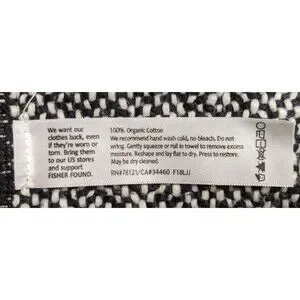 We want our
clothes back, even
if they're worn or
torn. Bring them
to our US stores
and support
FISHER FOUND.
100% Organic Cotton
We recommend hand wash cold, no bleach. Do not
wring. Gently squeeze or roll in towel to remove excess
moisture. Reshape and lay flat to dry. Press to restore.
May be dry cleaned.
RN#78121/CA#34460 F18LJJ